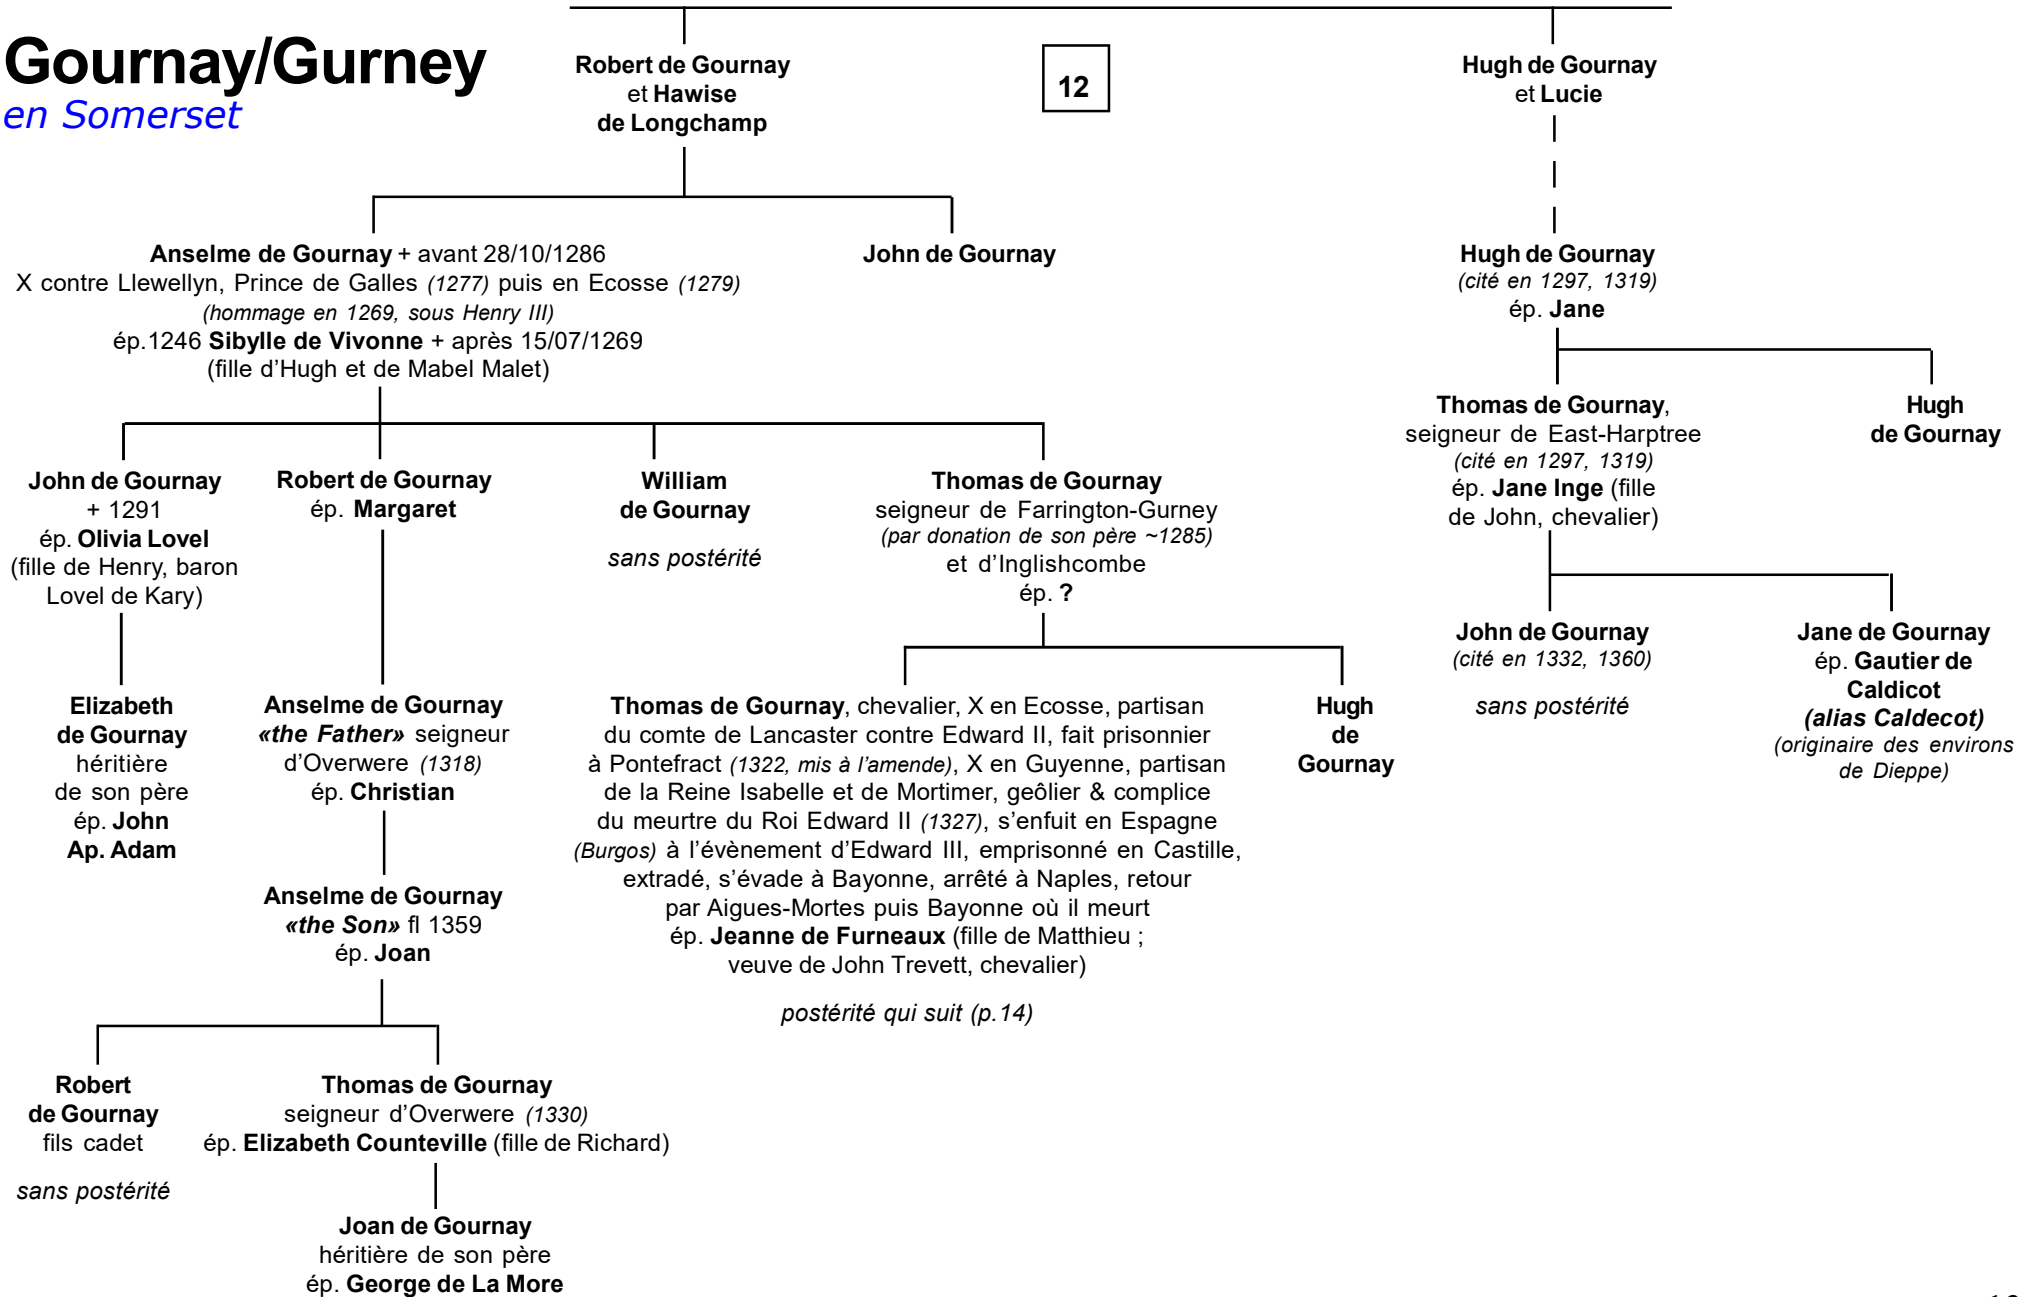 Gournay/Gurney
en Somerset
Robert de Gournay
et Hawise
de Longchamp
12
Hugh de Gournay
et Lucie
Anselme de Gournay + avant 28/10/1286
X contre Llewellyn, Prince de Galles (1277) puis en Ecosse (1279)
(hommage en 1269, sous Henry III)
ép.1246 Sibylle de Vivonne + après 15/07/1269
(fille d’Hugh et de Mabel Malet)
John de Gournay
Hugh de Gournay
(cité en 1297, 1319)
ép. Jane
Thomas de Gournay,
seigneur de East-Harptree
(cité en 1297, 1319)
ép. Jane Inge (fille
de John, chevalier)
Hugh
de Gournay
John de Gournay
+ 1291
ép. Olivia Lovel
(fille de Henry, baron
Lovel de Kary)
Robert de Gournay
ép. Margaret
William
de Gournay
sans postérité
Thomas de Gournay
seigneur de Farrington-Gurney
(par donation de son père ~1285)
et d’Inglishcombe
ép. ?
John de Gournay
(cité en 1332, 1360)
sans postérité
Jane de Gournay
ép. Gautier de
Caldicot
(alias Caldecot)
(originaire des environs
de Dieppe)
Elizabeth
de Gournay
héritière
de son père
ép. John
Ap. Adam
Anselme de Gournay
«the Father» seigneur
d’Overwere (1318)
ép. Christian
Thomas de Gournay, chevalier, X en Ecosse, partisan
du comte de Lancaster contre Edward II, fait prisonnier
à Pontefract (1322, mis à l’amende), X en Guyenne, partisan
de la Reine Isabelle et de Mortimer, geôlier & complice
du meurtre du Roi Edward II (1327), s’enfuit en Espagne
(Burgos) à l’évènement d’Edward III, emprisonné en Castille,
extradé, s’évade à Bayonne, arrêté à Naples, retour
par Aigues-Mortes puis Bayonne où il meurt
ép. Jeanne de Furneaux (fille de Matthieu ;
veuve de John Trevett, chevalier)
postérité qui suit (p.14)
Hugh
de
Gournay
Anselme de Gournay
«the Son» fl 1359
ép. Joan
Robert
de Gournay
fils cadet
sans postérité
Thomas de Gournay
seigneur d’Overwere (1330)
ép. Elizabeth Counteville (fille de Richard)
Joan de Gournay
héritière de son père
ép. George de La More